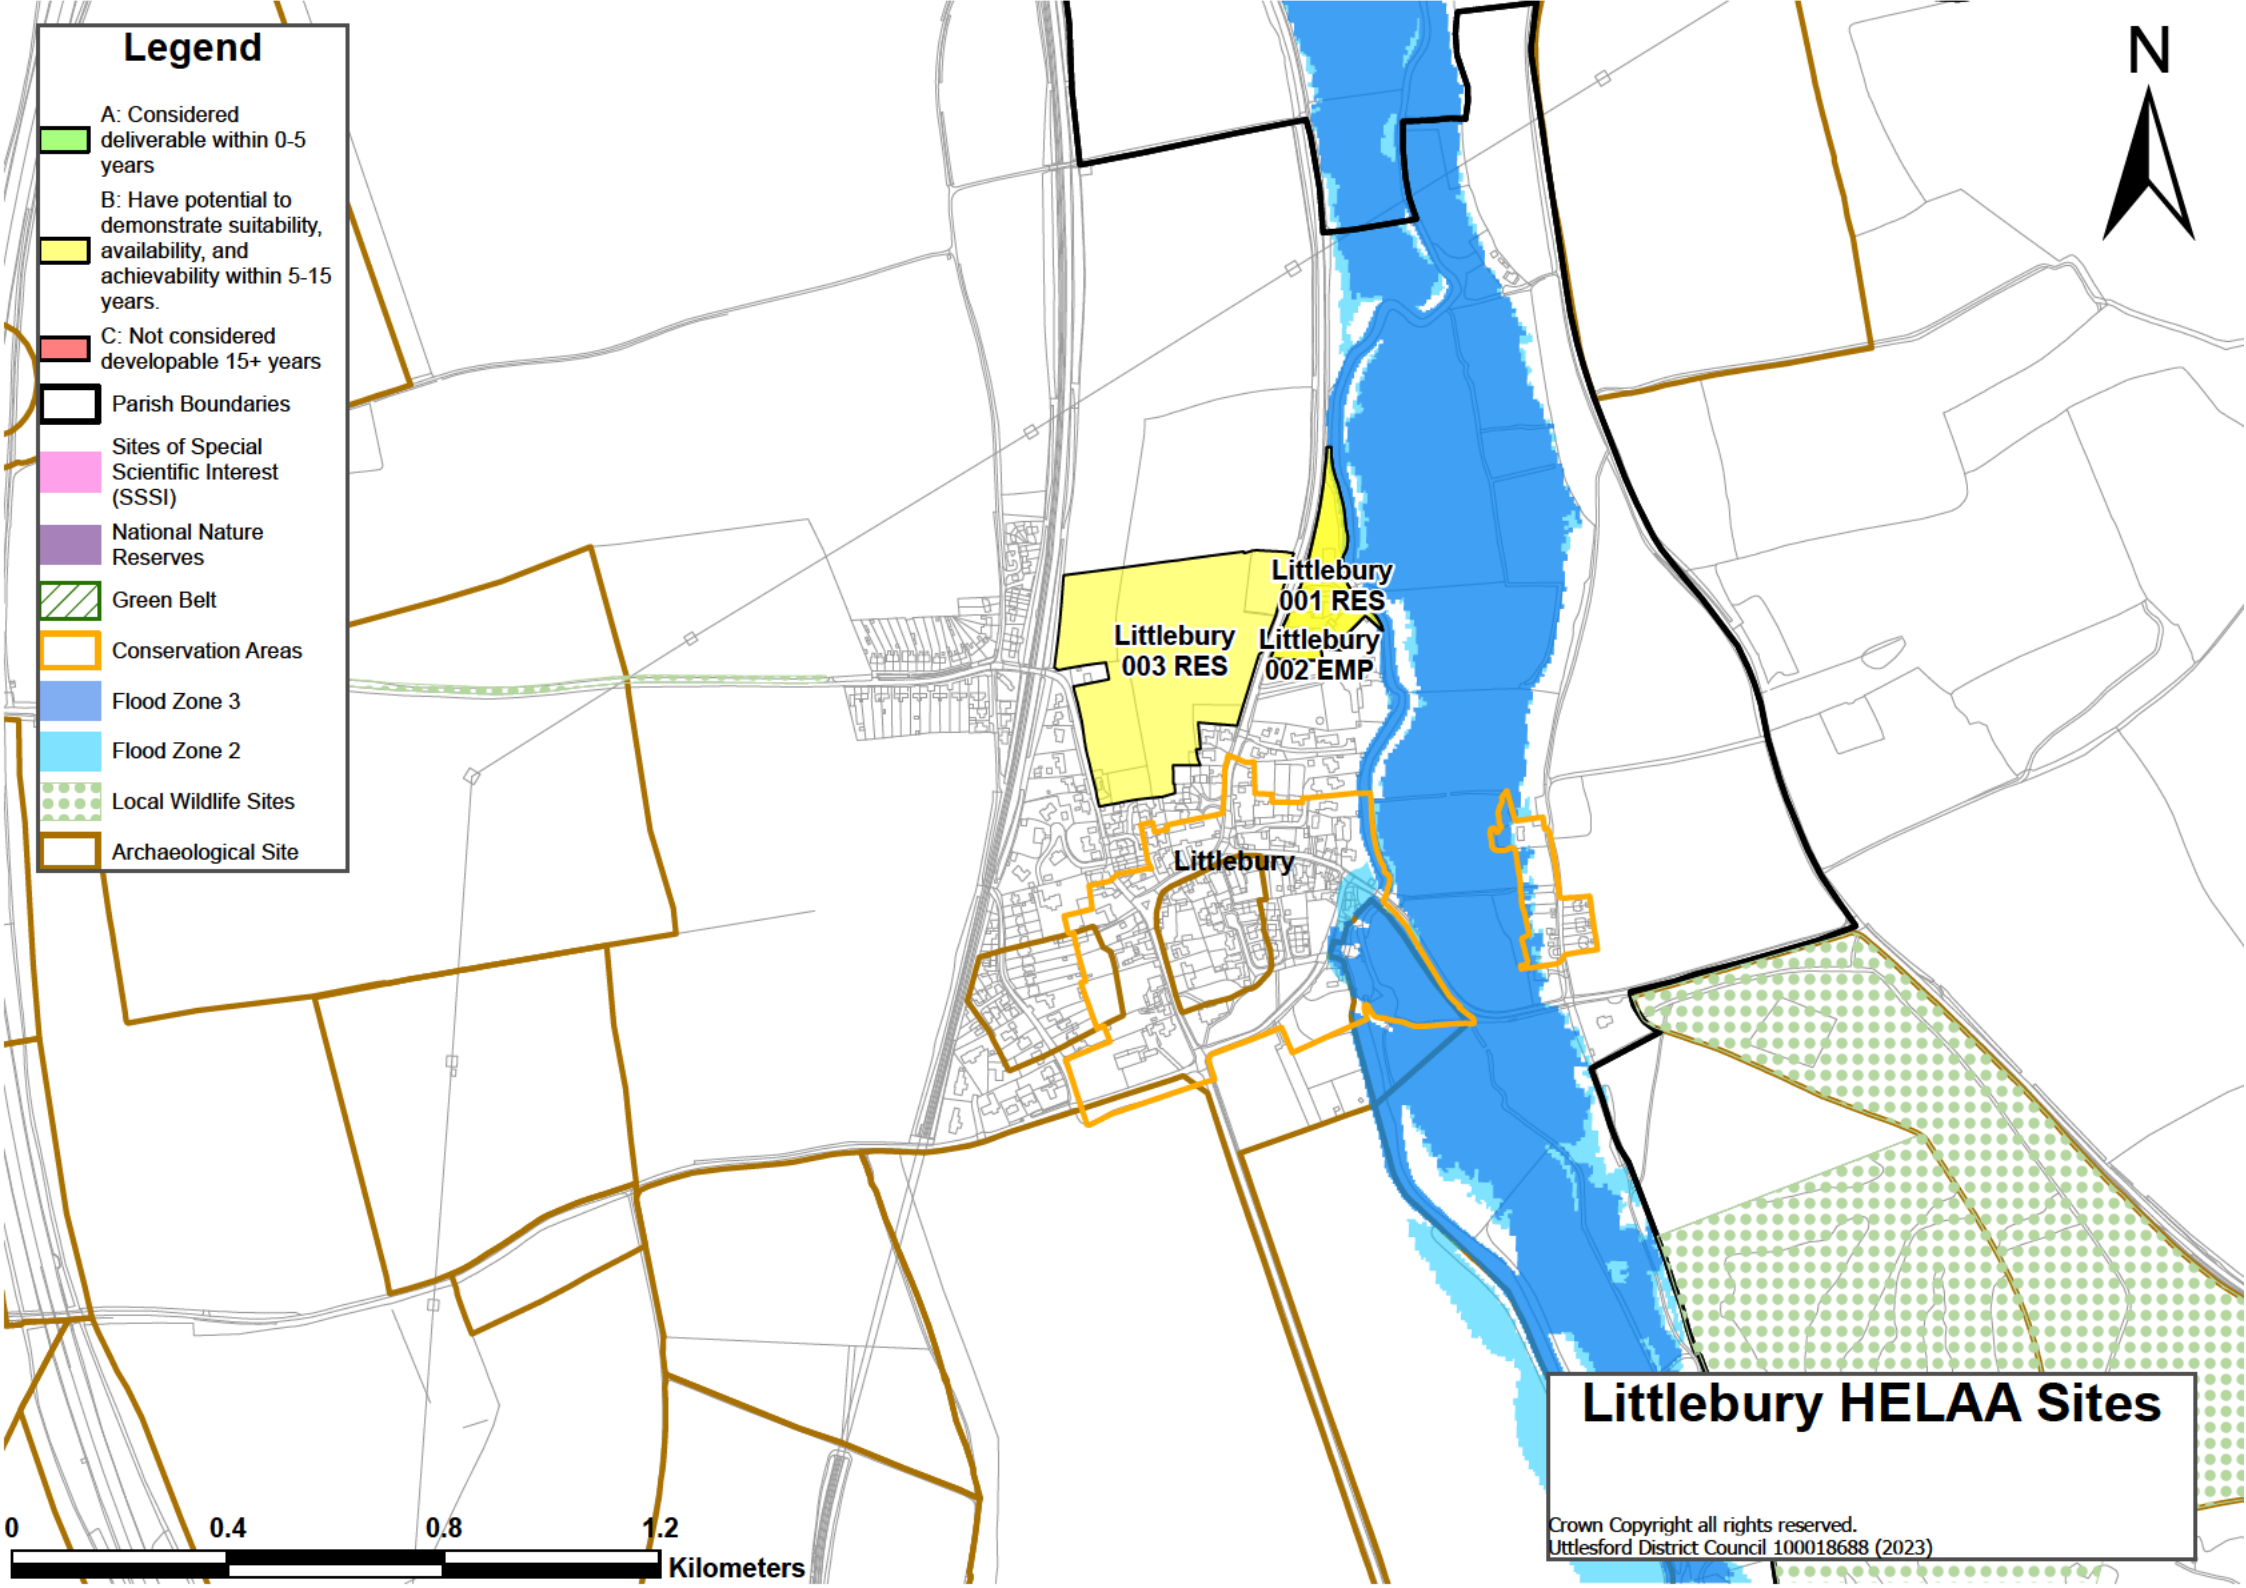 Legend
A: Considered
deliverable within 0-5
years
B: Have potential to
demonstrate suitability,
availability, and
achievability within 5-15
years.
C: Not considered
developable 15+ years
Parish Boundaries
Sites of Special
Scientific Interest
(SSSI)
National Nature
Reserves
Green Belt
Conservation Areas
Flood Zone 3
Flood Zone 2
Local Wildlife Sites
Archaeological Site
N
Littlebury
001 RES
Littlebury
003 RES
Littlebury
002 EMP
Littlebury
0 0.4 0.8 1.2
Kilometers
Littlebury HELAA Sites
Crown Copyright all rights reserved.
Uttlesford District Council 100018688 (2023)